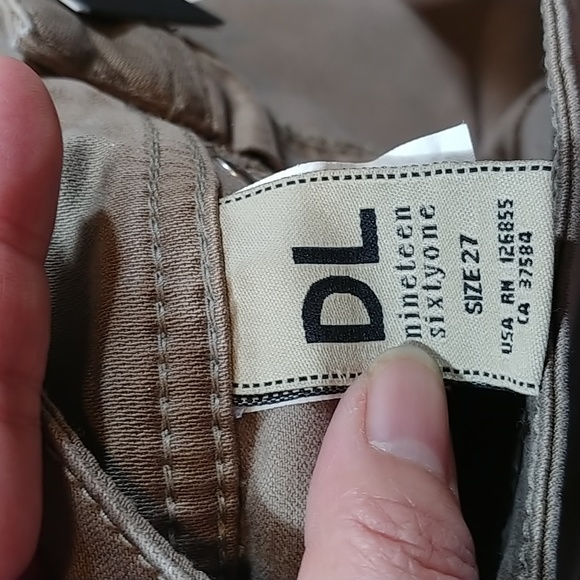 DL
nineteen
sixtyone
SIZE 27
USA RN 126855
CA 37584